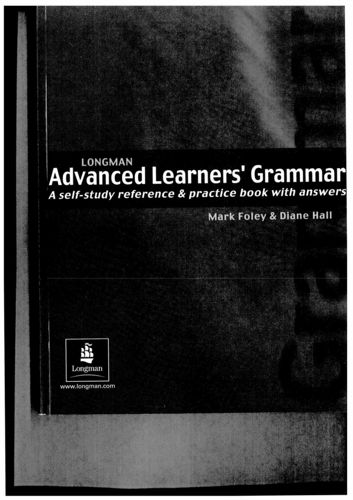 LONGMAN
Advanced Learners' Grammar
A self-study reference & practice book with answers
Mark Foley & Diane Hall
Grammar
Longman
www.longman.com